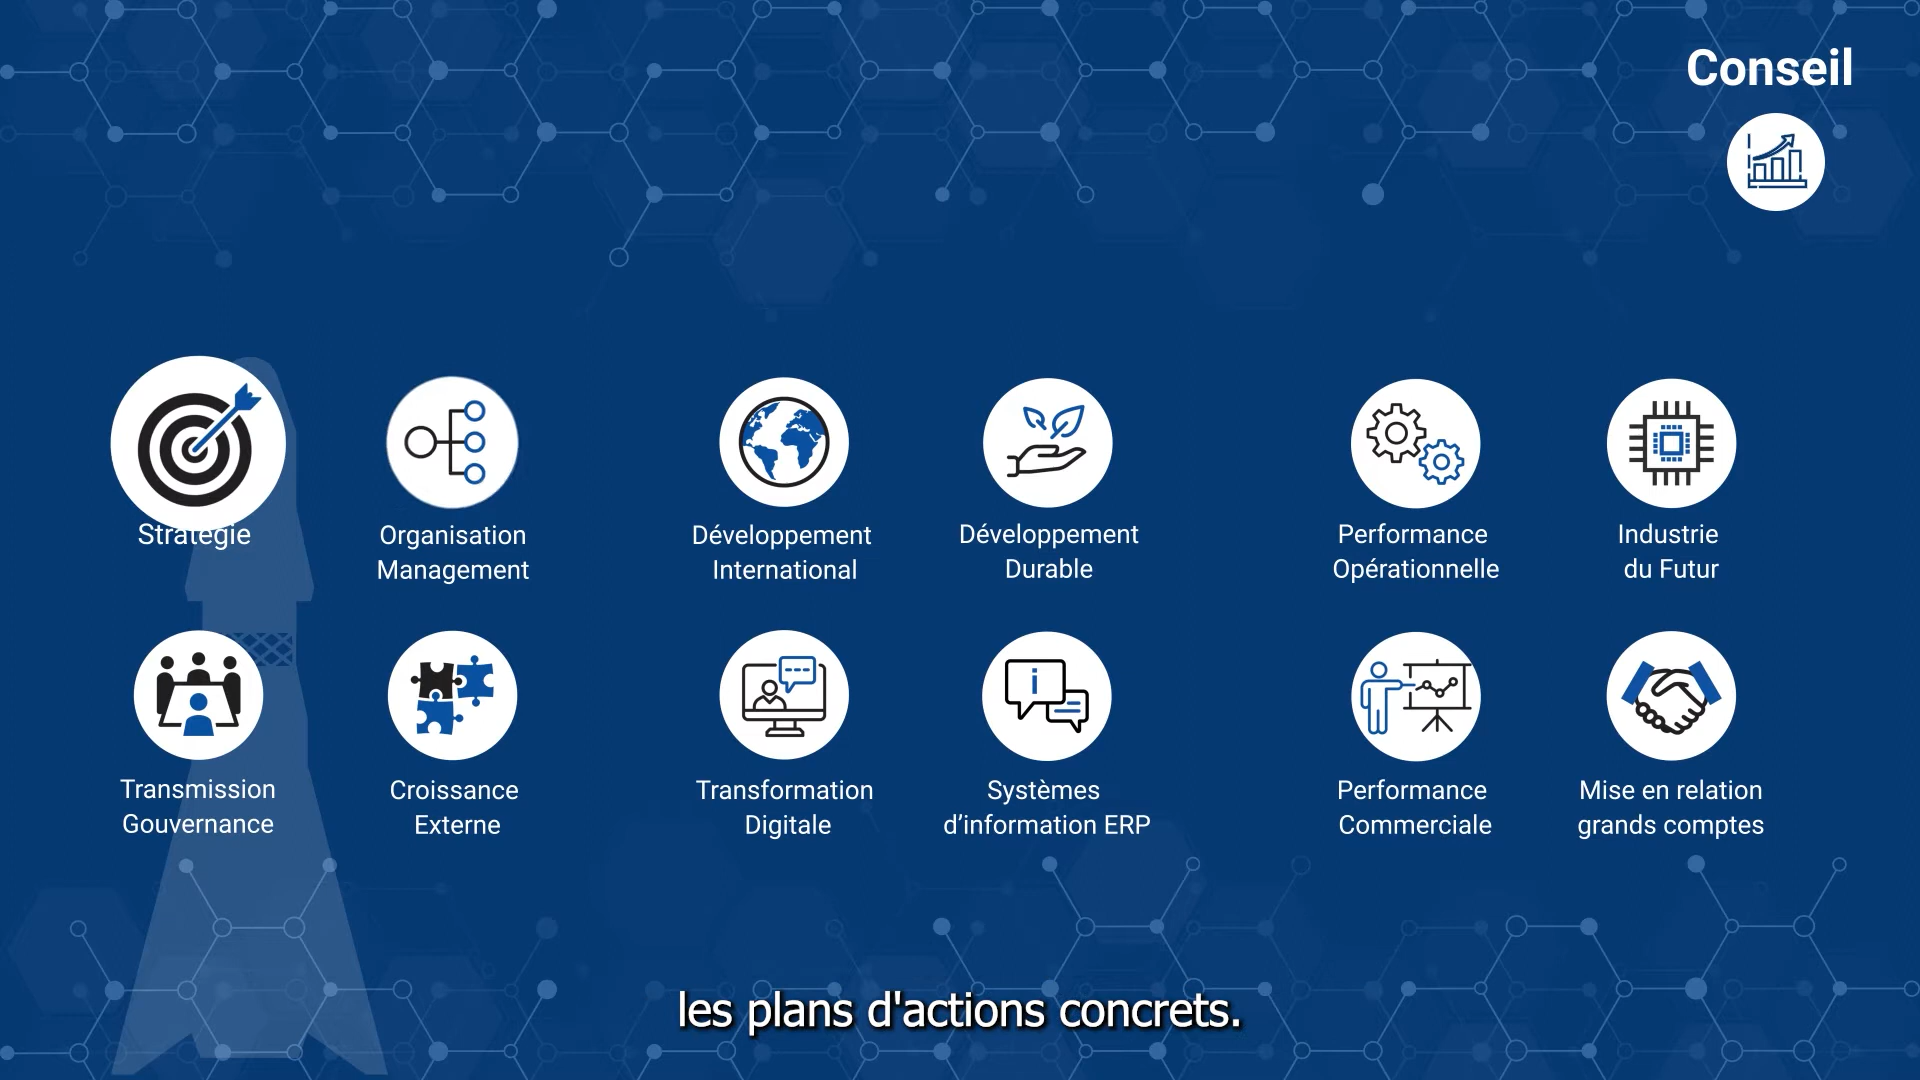 Conseil
Stratégie
Organisation
Management
Développement
International
Développement
Durable
Performance
Opérationnelle
Industrie
du Futur
Transmission
Gouvernance
Croissance
Externe
Transformation
Digitale
i
Systèmes
d’information ERP
Performance
Commerciale
Mise en relation
grands comptes
les plans d'actions concrets.